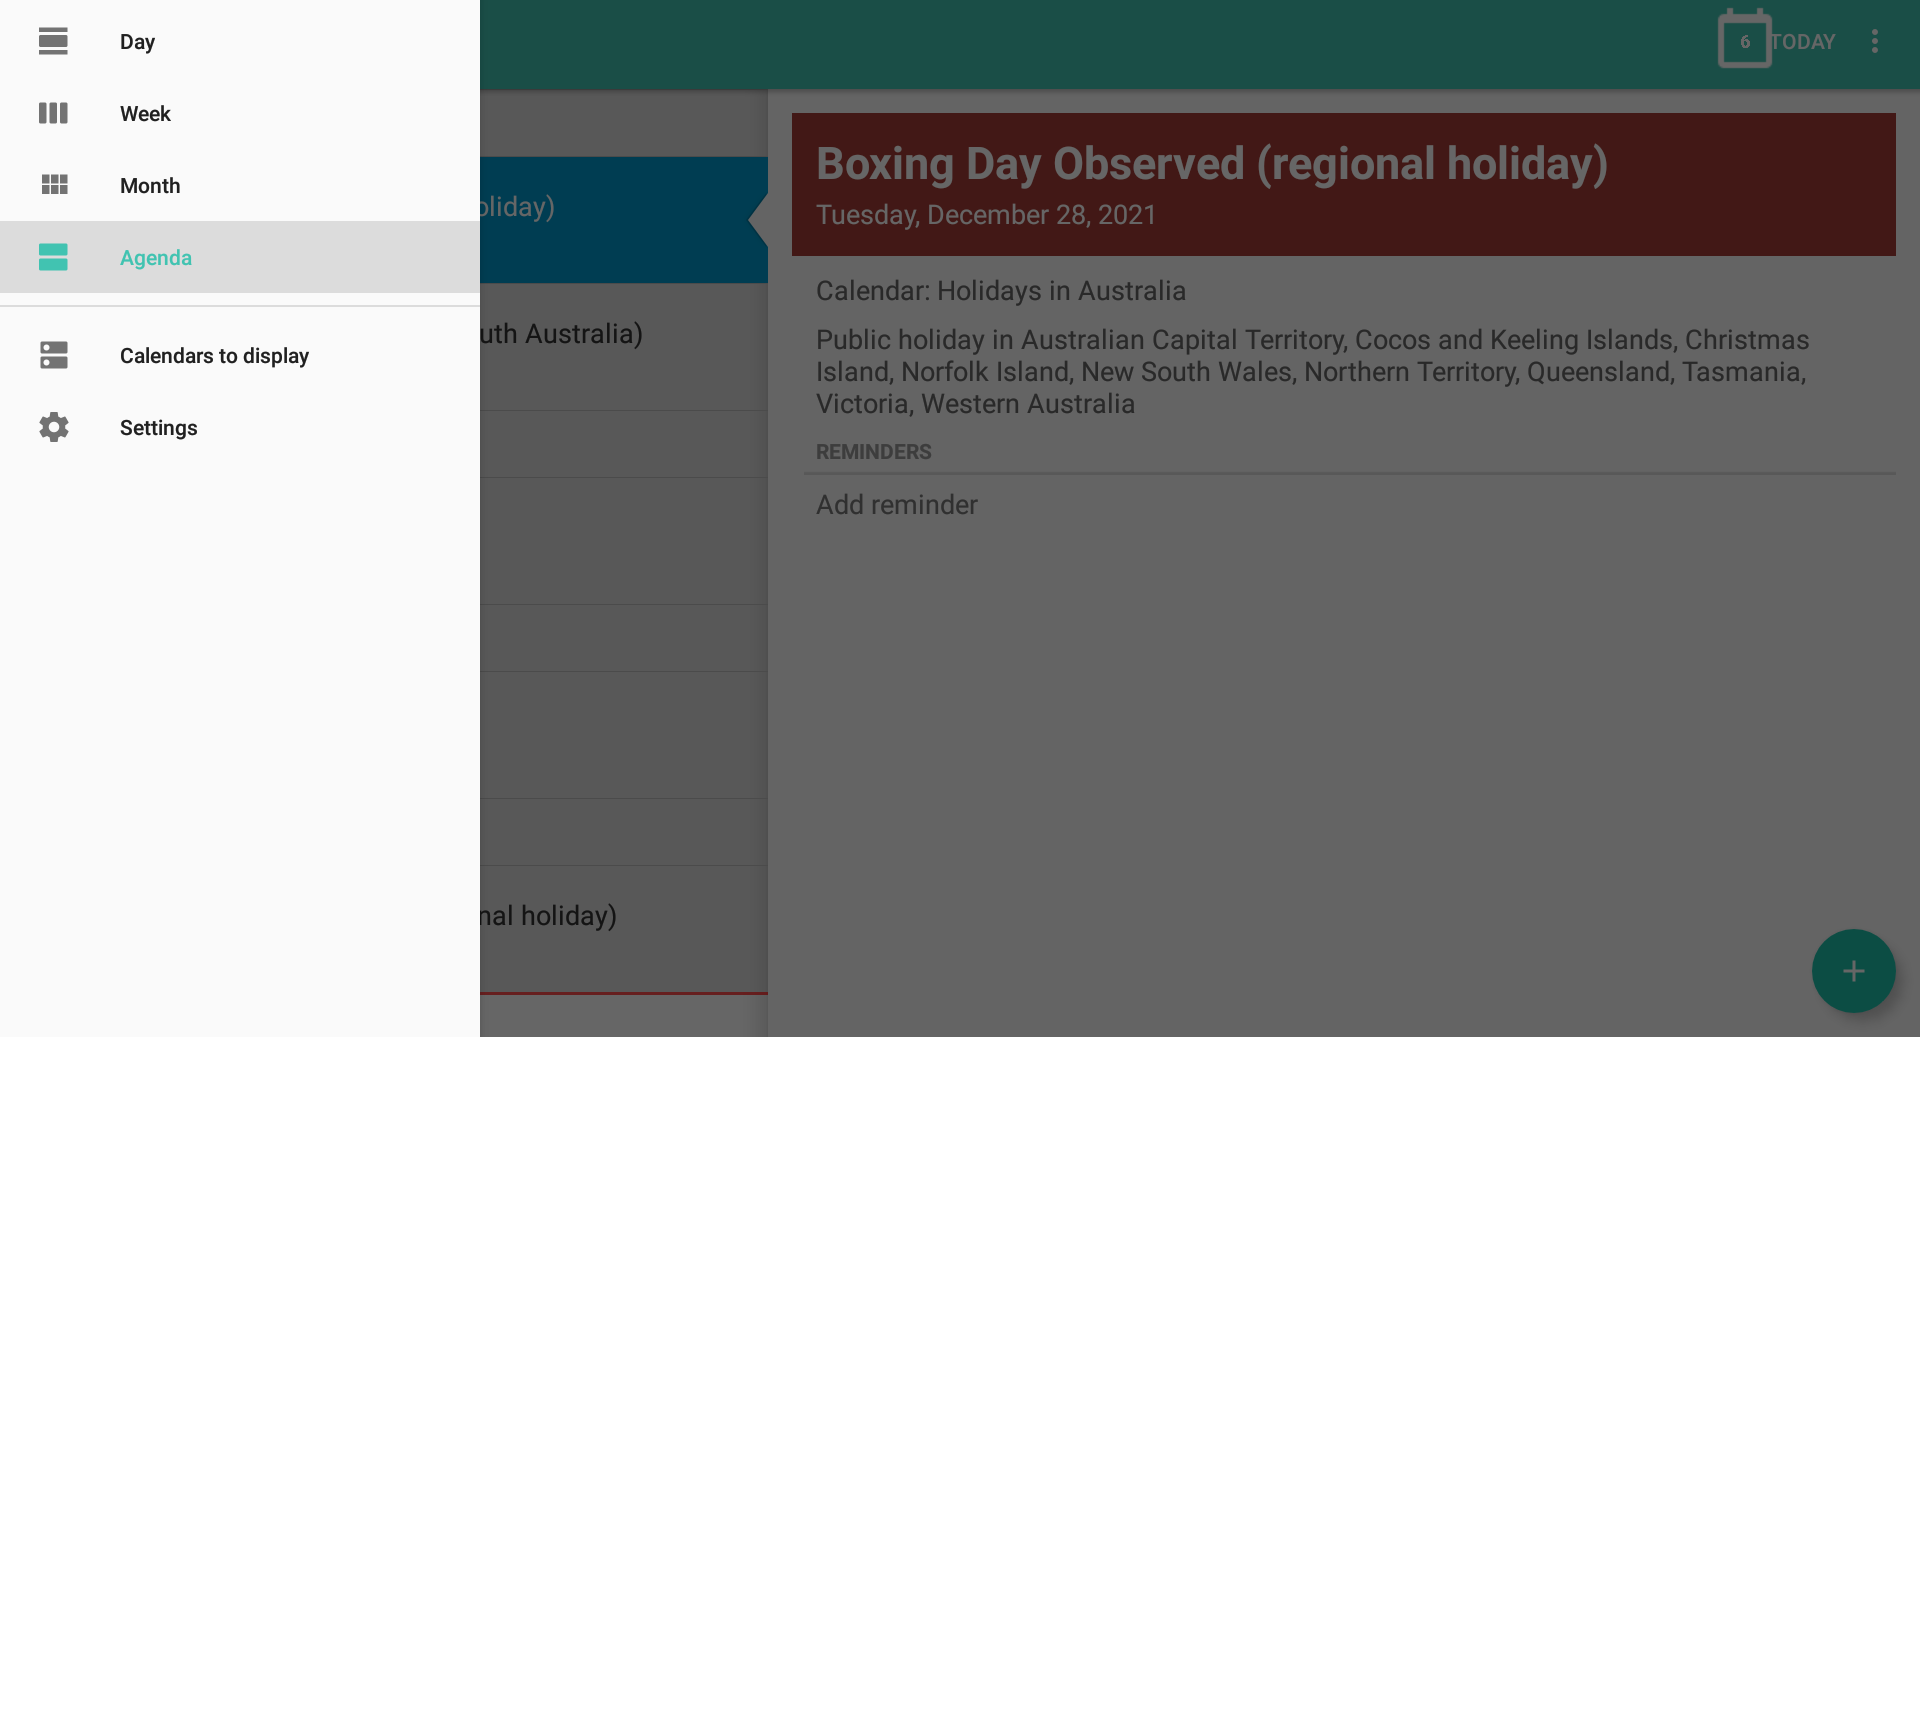 Day
Week
Month
Agenda
Calendars to display
Settings
6 TODAY
oliday)
uth Australia)
nal holiday)
Boxing Day Observed (regional holiday)
Tuesday, December 28, 2021
Calendar: Holidays in Australia
Public holiday in Australian Capital Territory, Cocos and Keeling Islands, Christmas
Island, Norfolk Island, New South Wales, Northern Territory, Queensland, Tasmania,
Victoria, Western Australia
REMINDERS
Add reminder